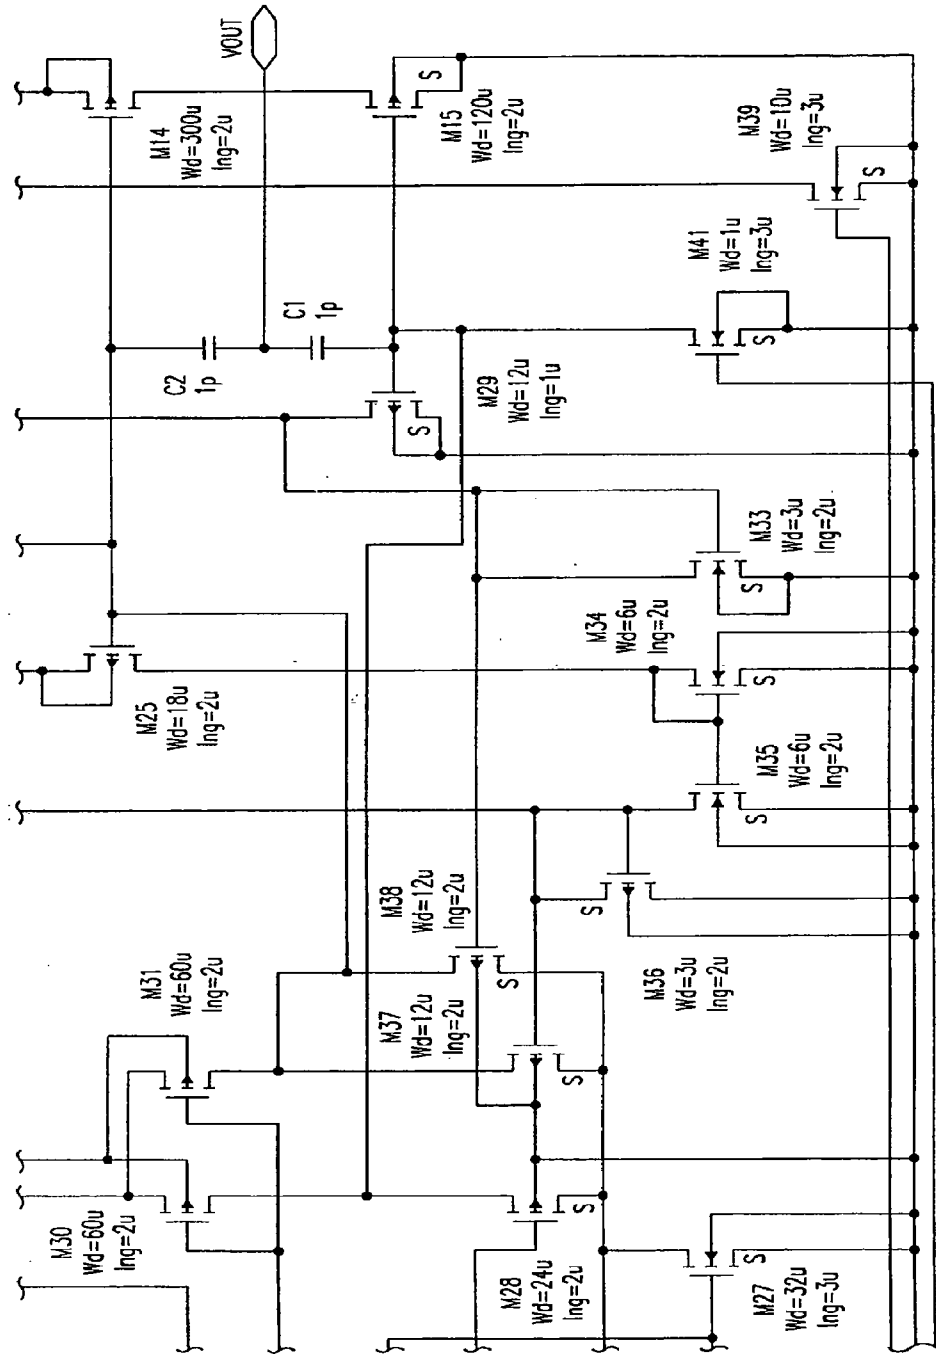 VOUT
M14
Wd=300u
lng=2u
S
M15
Wd=120u
lng=2u
M39
Wd=10u
lng=3u
S
M41
Wd=1u
lng=3u
S
C1
1p
C2
1p
M29
Wd=12u
lng=1u
S
M33
Wd=3u
lng=2u
S
M34
Wd=6u
lng=2u
S
M25
Wd=18u
lng=2u
M35
Wd=6u
lng=2u
S
M38
Wd=12u
lng=2u
S
M36
Wd=3u
lng=2u
S
M31
Wd=60u
lng=2u
M37
Wd=12u
lng=2u
S
M30
Wd=60u
lng=2u
M28
Wd=24u
lng=2u
S
M27
Wd=32u
lng=3u
S